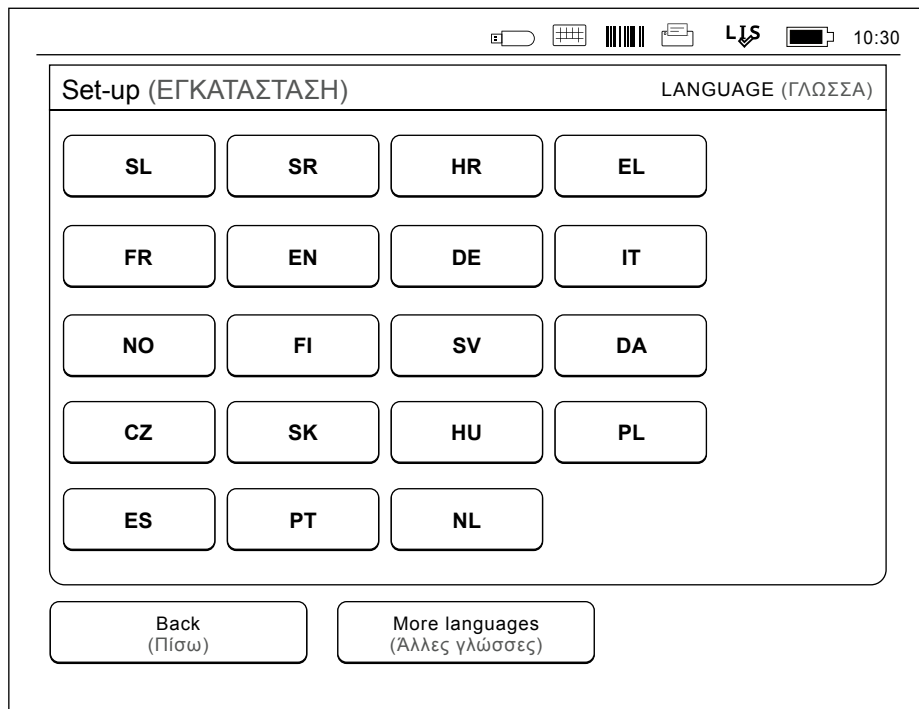 LIS 10:30
Set-up (ΕΓΚΑΤΑΣΤΑΣΗ) LANGUAGE (ΓΛΩΣΣΑ)
SL SR HR EL
FR EN DE IT
NO FI SV DA
CZ SK HU PL
ES PT NL
Back More languages
(Πίσω) (Άλλες γλώσσες)